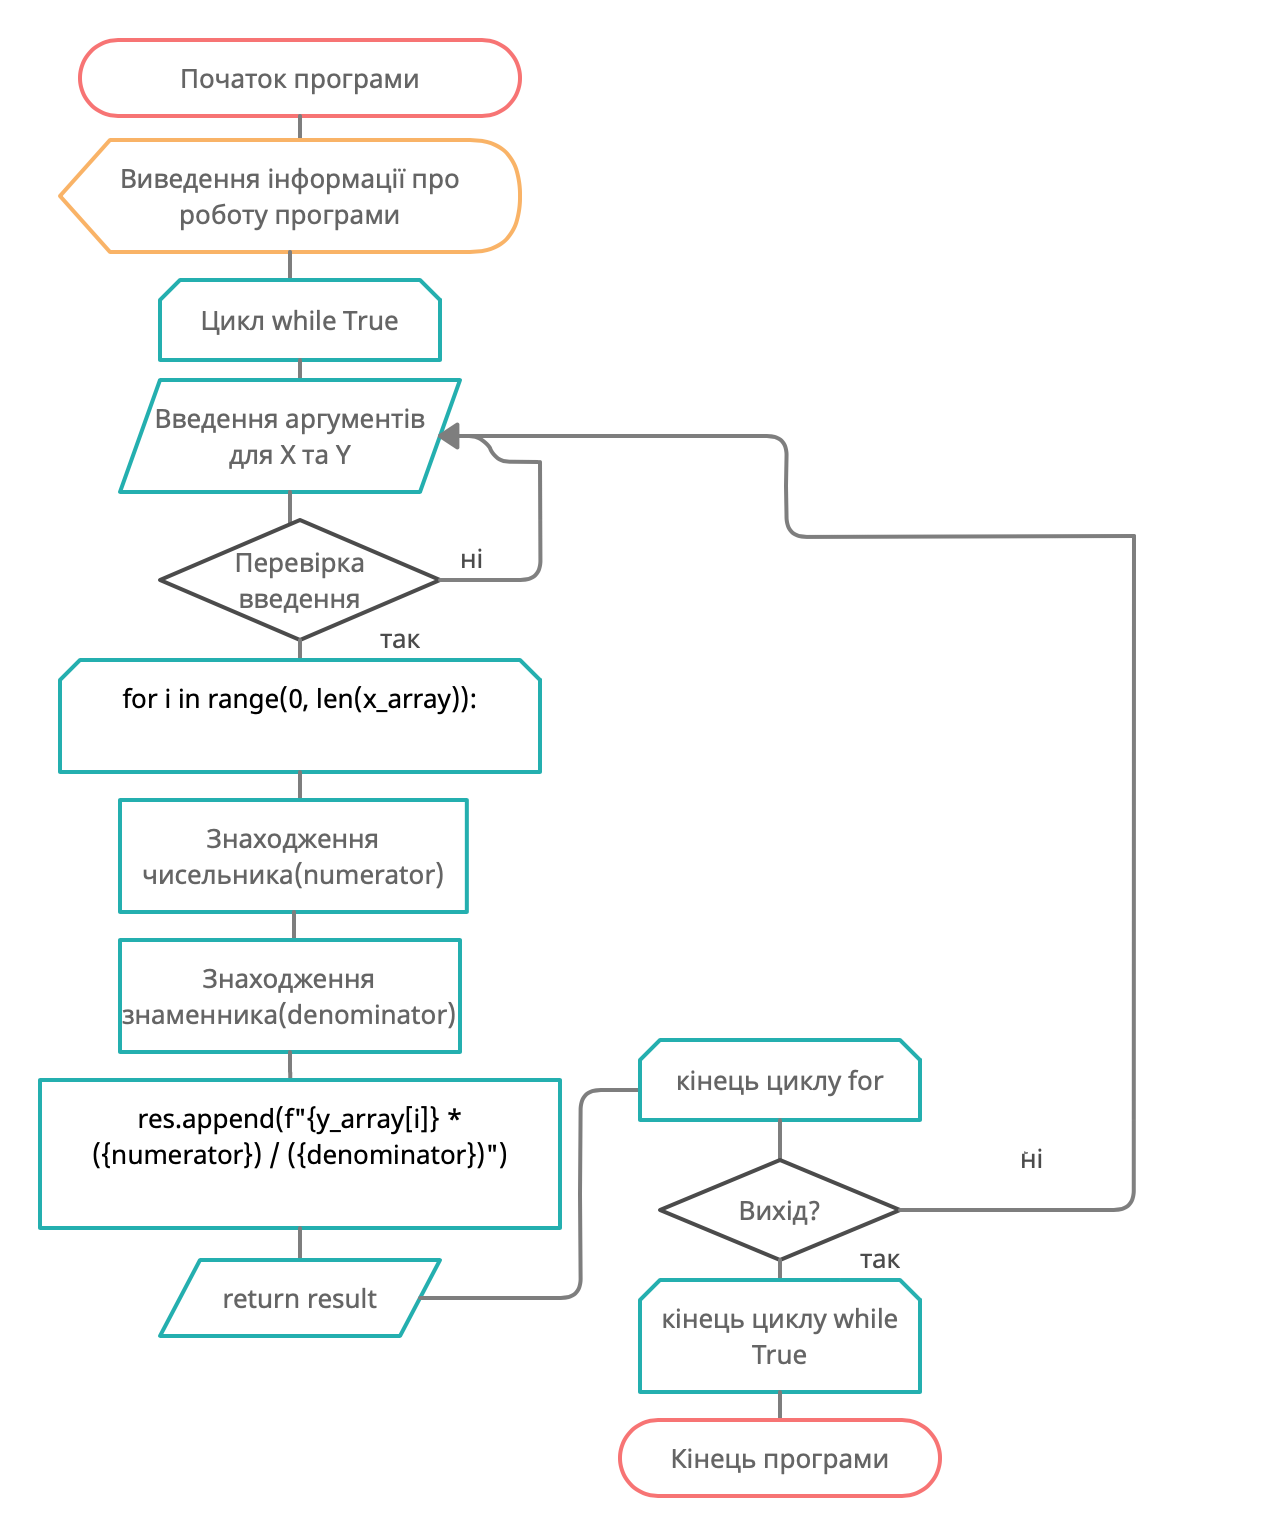 Початок програми
Виведення інформації про
роботу програми
Цикл while True
Введення аргументів
для X та Y
Перевірка
введення
ні
так
for i in range(0, len(x_array)):
Знаходження
чисельника(numerator)
Знаходження
знаменника(denominator)
res.append(f"{y_array[i]} *
({numerator}) / ({denominator})")
return result
кінець циклу for
Вихід?
ні
так
кінець циклу while
True
Кінець програми